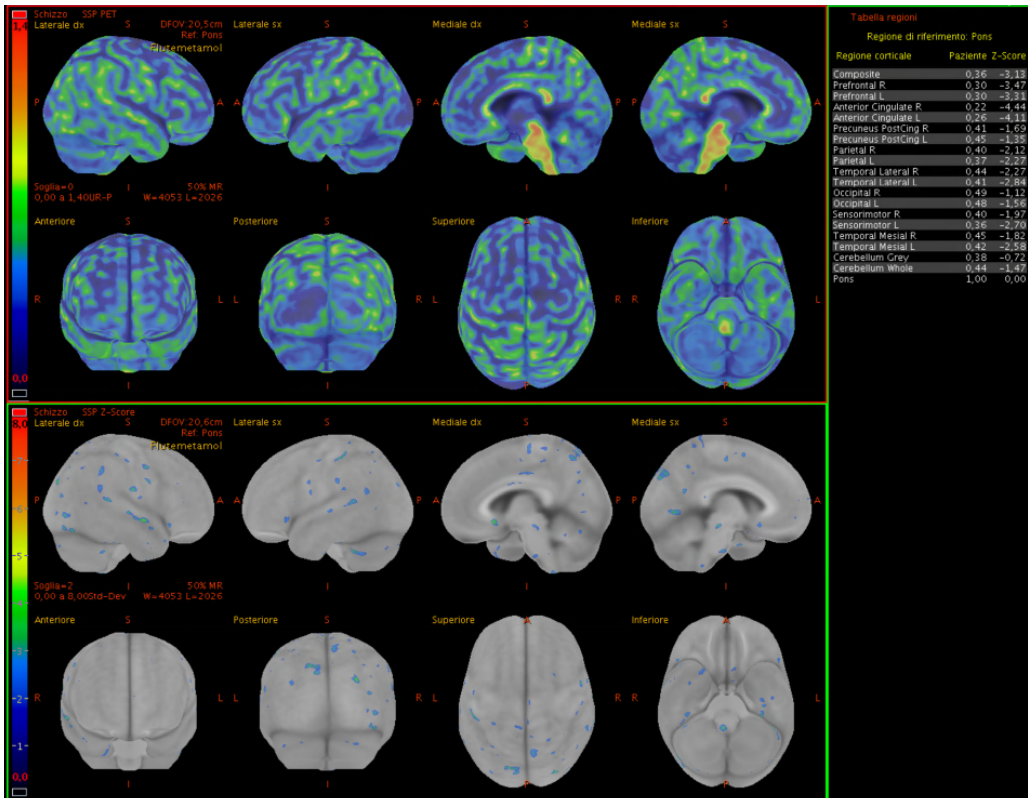 Schizzo SSP PET
1,4
Laterale dx S DFOV 20,5cm
Ref: Pons
Flutemetamol
Laterale sx S
Mediale dx S
Mediale sx S
P A A P P A
I I I I
Soglia=0 50% MR
0,00 a 1,40UR-P W=4053 L=2026
Anteriore S
Posteriore S
Superiore A
Inferiore A
R L L R L R R L
I I P P
0,0
Schizzo SSP Z-Score
8,0
Laterale dx S DFOV 20,6cm
Ref: Pons
Flutemetamol
Laterale sx S
Mediale dx S
Mediale sx S
P A A P A P P A
I I I I
Soglia=2 50% MR
0,00 a 8,00Std-Dev W=4053 L=2026
Anteriore S
Posteriore S
Superiore A
Inferiore A
R L L R L R R L
I I P P
7
6
5
4
3
2
1
0,0
Tabella regioni
Regione di riferimento: Pons
Regione corticale Paziente Z-Score
Composite 0,36 −3,13
Prefrontal R 0,30 −3,47
Prefrontal L 0,30 −3,31
Anterior Cingulate R 0,22 −4,44
Anterior Cingulate L 0,26 −4,11
Precuneus PostCing R 0,41 −1,69
Precuneus PostCing L 0,45 −1,35
Parietal R 0,40 −2,12
Parietal L 0,37 −2,27
Temporal Lateral R 0,44 −2,27
Temporal Lateral L 0,41 −2,84
Occipital R 0,49 −1,12
Occipital L 0,48 −1,56
Sensorimotor R 0,40 −1,97
Sensorimotor L 0,36 −2,70
Temporal Mesial R 0,45 −1,82
Temporal Mesial L 0,42 −2,58
Cerebellum Grey 0,38 −0,72
Cerebellum Whole 0,44 −1,47
Pons 1,00 0,00